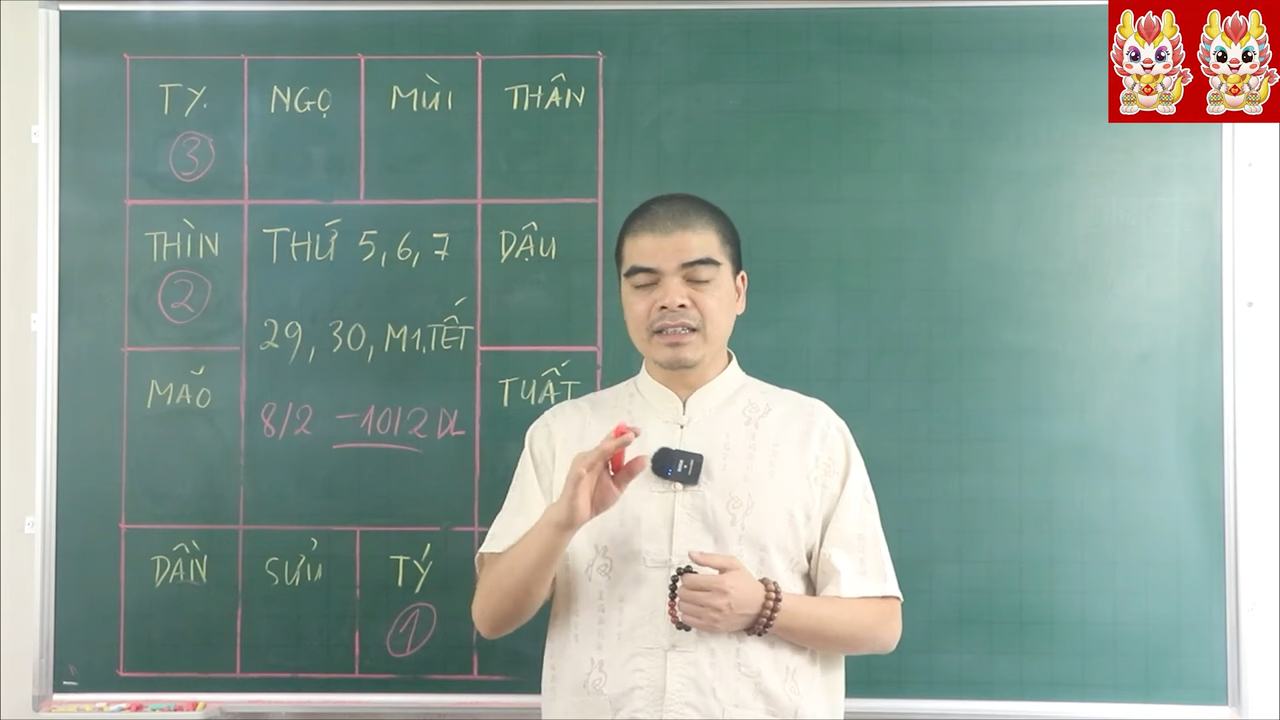 TỴ NGỌ MÙI THÂN
③
THÌN THỨ 5,6,7 DẬU
②
29, 30, M1, TẾT
MÃO TUẤT
8/2 - 10/2 DL
DẦN SỬU TÝ
①